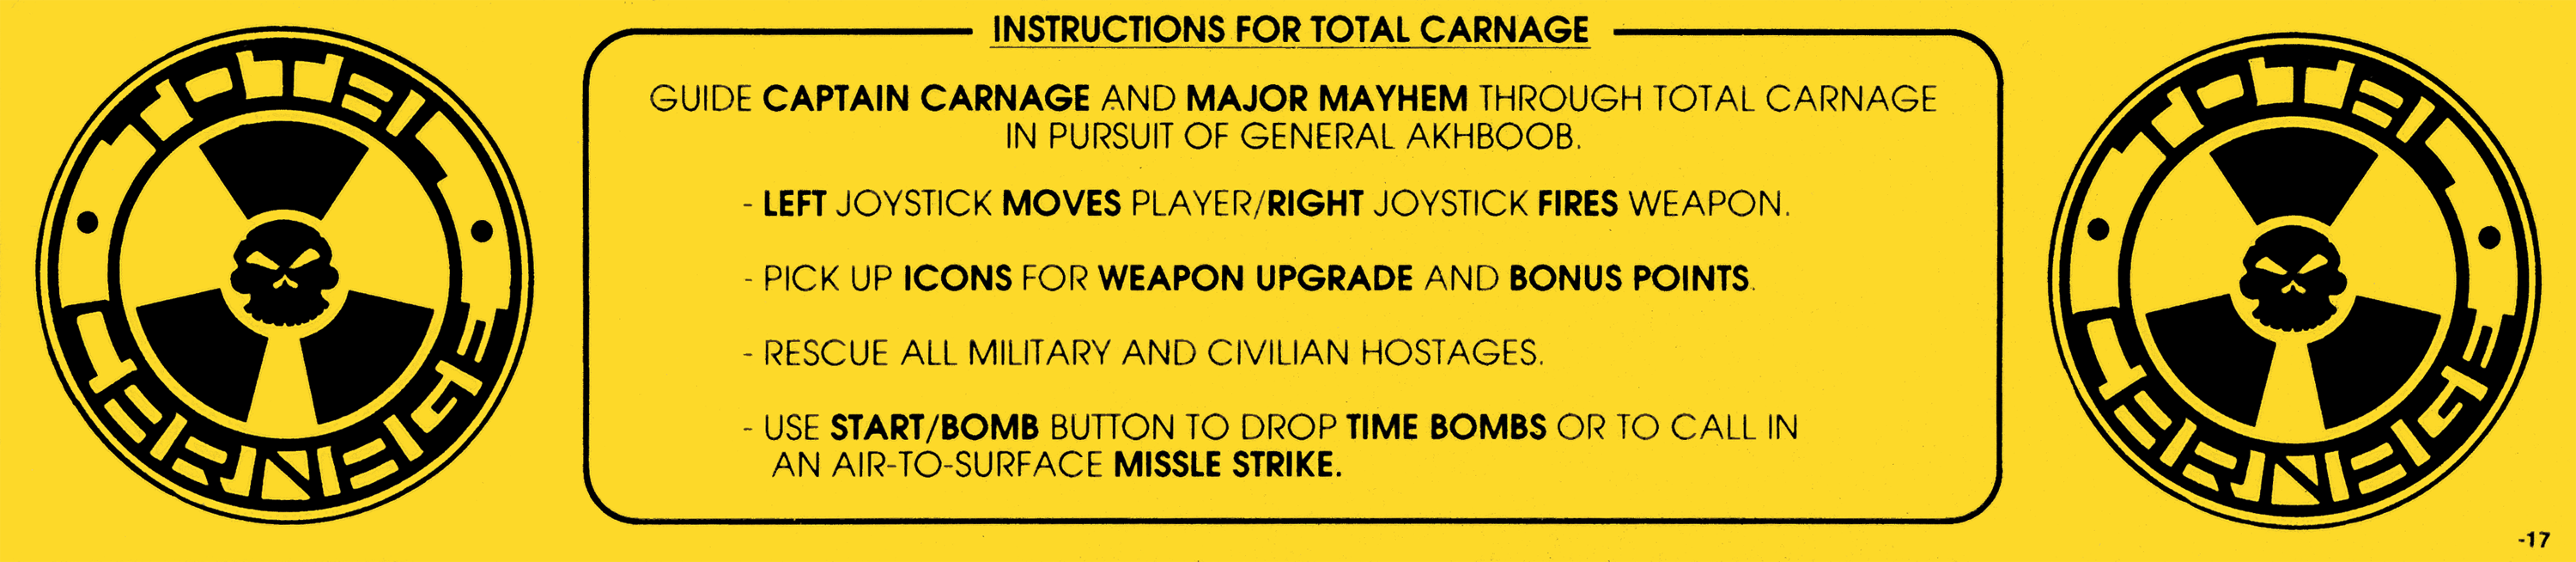 TOTAL
CARNAGE
INSTRUCTIONS FOR TOTAL CARNAGE
GUIDE CAPTAIN CARNAGE AND MAJOR MAYHEM THROUGH TOTAL CARNAGE
IN PURSUIT OF GENERAL AKHBOOB.
- LEFT JOYSTICK MOVES PLAYER/RIGHT JOYSTICK FIRES WEAPON.
- PICK UP ICONS FOR WEAPON UPGRADE AND BONUS POINTS.
- RESCUE ALL MILITARY AND CIVILIAN HOSTAGES.
- USE START/BOMB BUTTON TO DROP TIME BOMBS OR TO CALL IN
AN AIR-TO-SURFACE MISSLE STRIKE.
TOTAL
CARNAGE
-17